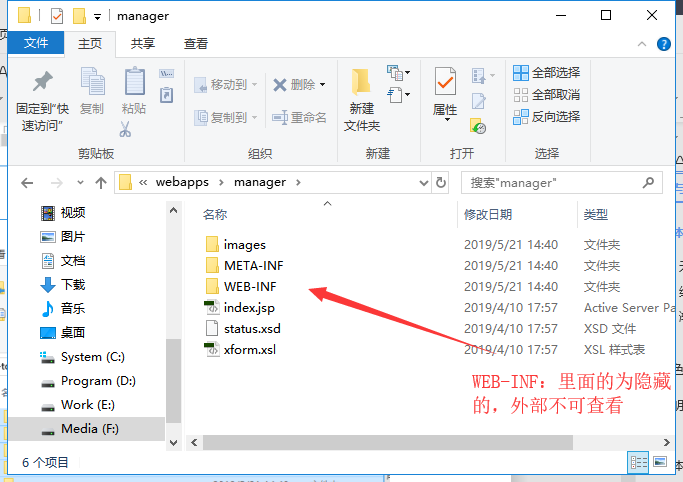 manager
文件 主页 共享 查看
固定到"快速访问"
复制
粘贴
剪贴板
移动到
复制到
删除
重命名
组织
新建文件夹
新建
属性
打开
全部选择
全部取消
反向选择
选择
« webapps › manager ›
搜索"manager"
视频
图片
文档
下载
音乐
桌面
System (C:)
Program (D:)
Work (E:)
Media (F:)
名称 修改日期 类型
images 2019/5/21 14:40 文件夹
META-INF 2019/5/21 14:40 文件夹
WEB-INF 2019/5/21 14:40 文件夹
index.jsp 2019/4/10 17:57 Active Server Pa
status.xsd 2019/4/10 17:57 XSD 文件
xform.xsl 2019/4/10 17:57 XSL 样式表
WEB-INF：里面的为隐藏
的，外部不可查看
6 个项目